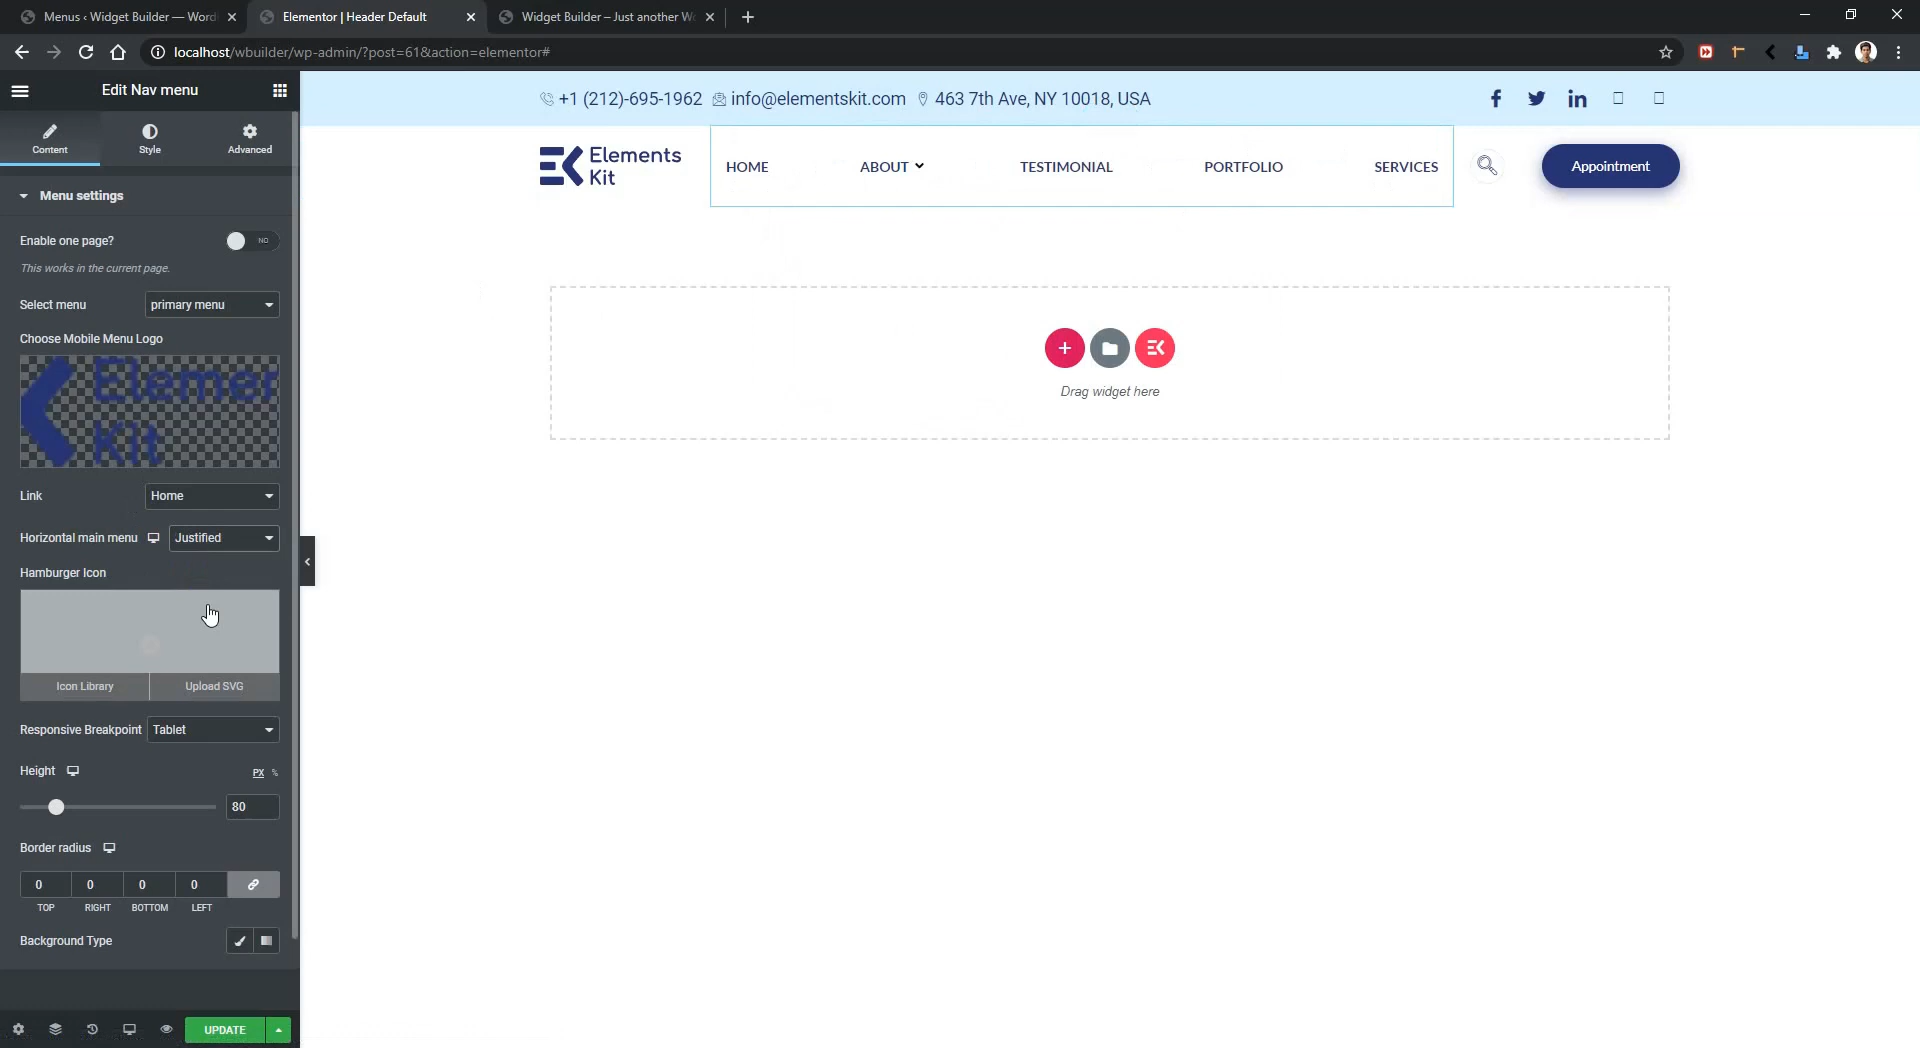 Menus ‹ Widget Builder — Word
Elementor | Header Default
Widget Builder – Just another Wo
localhost/wbuilder/wp-admin/?post=61&action=elementor#
Edit Nav menu
Content
Style
Advanced
Menu settings
Enable one page?
NO
This works in the current page.
Select menu
primary menu
Choose Mobile Menu Logo
Elemen
Kit
Link
Home
Horizontal main menu
Justified
Hamburger Icon
Icon Library
Upload SVG
Responsive Breakpoint
Tablet
Height
PX %
80
Border radius
0 0 0 0
TOP RIGHT BOTTOM LEFT
Background Type
UPDATE
+1 (212)-695-1962 info@elementskit.com 463 7th Ave, NY 10018, USA
Elements
Kit
HOME ABOUT TESTIMONIAL PORTFOLIO SERVICES
Appointment
Drag widget here